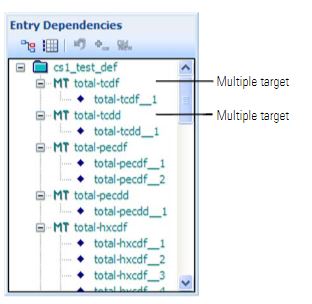 Entry Dependencies
cs1_test_def
MT total-tcdf
Multiple target
total-tcdf__1
MT total-tcdd
Multiple target
total-tcdd__1
MT total-pecdf
total-pecdf__1
total-pecdf__2
MT total-pecdd
total-pecdd__1
MT total-hxcdf
total-hxcdf__1
total-hxcdf__2
total-hxcdf__3
total-hxcdf__4